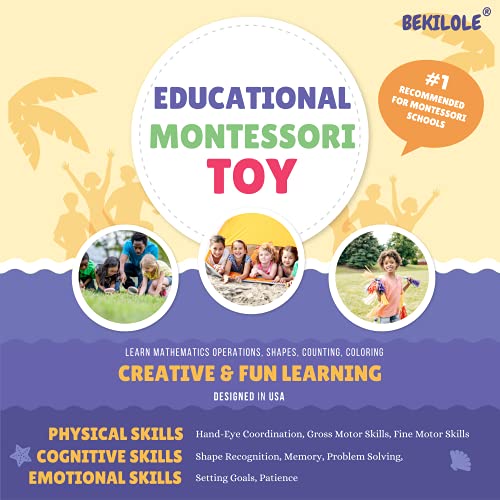 BEKILOLE®
EDUCATIONAL
MONTESSORI
TOY
#1
RECOMMENDED
FOR MONTESSORI
SCHOOLS
LEARN MATHEMATICS OPERATIONS, SHAPES, COUNTING, COLORING
CREATIVE & FUN LEARNING
DESIGNED IN USA
PHYSICAL SKILLS Hand-Eye Coordination, Gross Motor Skills, Fine Motor Skills
COGNITIVE SKILLS Shape Recognition, Memory, Problem Solving,
EMOTIONAL SKILLS Setting Goals, Patience